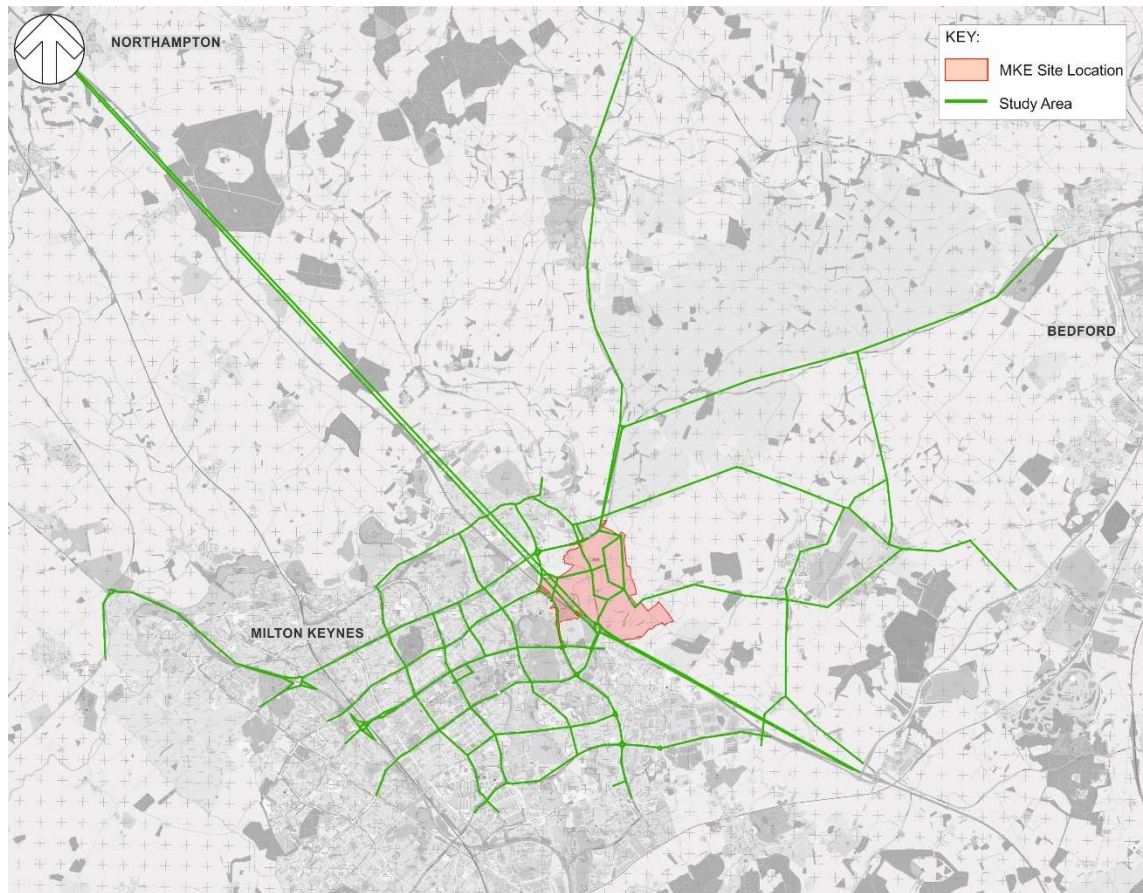 NORTHAMPTON
KEY:
MKE Site Location
Study Area
BEDFORD
MILTON KEYNES